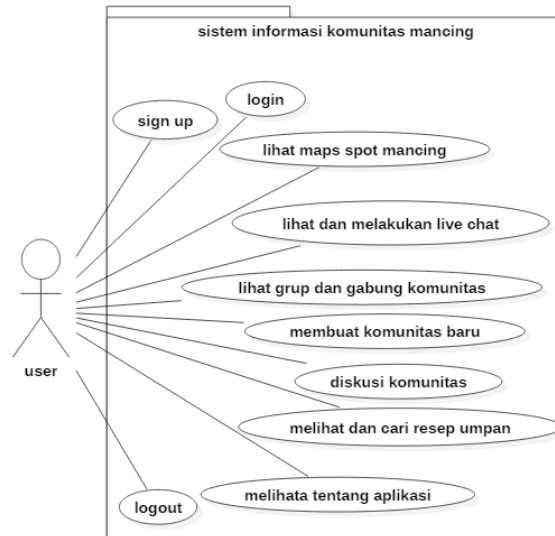 sistem informasi komunitas mancing
login
sign up
lihat maps spot mancing
lihat dan melakukan live chat
lihat grup dan gabung komunitas
membuat komunitas baru
user
diskusi komunitas
melihat dan cari resep umpan
melihata tentang aplikasi
logout